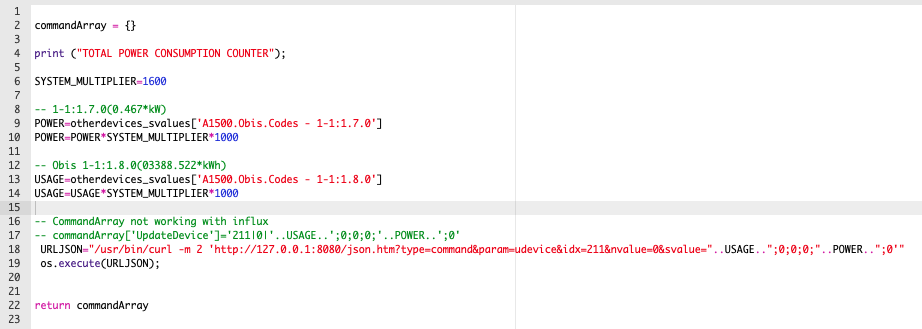 1
2 commandArray = {}
3
4 print ("TOTAL POWER CONSUMPTION COUNTER");
5
6 SYSTEM_MULTIPLIER=1600
7
8 -- 1-1:1.7.0(0.467*kW)
9 POWER=otherdevices_svalues['A1500.Obis.Codes - 1-1:1.7.0']
10 POWER=POWER*SYSTEM_MULTIPLIER*1000
11
12 -- Obis 1-1:1.8.0(03388.522*kWh)
13 USAGE=otherdevices_svalues['A1500.Obis.Codes - 1-1:1.8.0']
14 USAGE=USAGE*SYSTEM_MULTIPLIER*1000
15
16 -- CommandArray not working with influx
17 -- commandArray['UpdateDevice']='211|0|'..USAGE..';0;0;0;'..POWER..';0'
18 URLJSON="/usr/bin/curl -m 2 'http://127.0.0.1:8080/json.htm?type=command&param=udevice&idx=211&nvalue=0&svalue="..USAGE..";0;0;0;"..POWER..";0'"
19 os.execute(URLJSON);
20
21
22 return commandArray
23